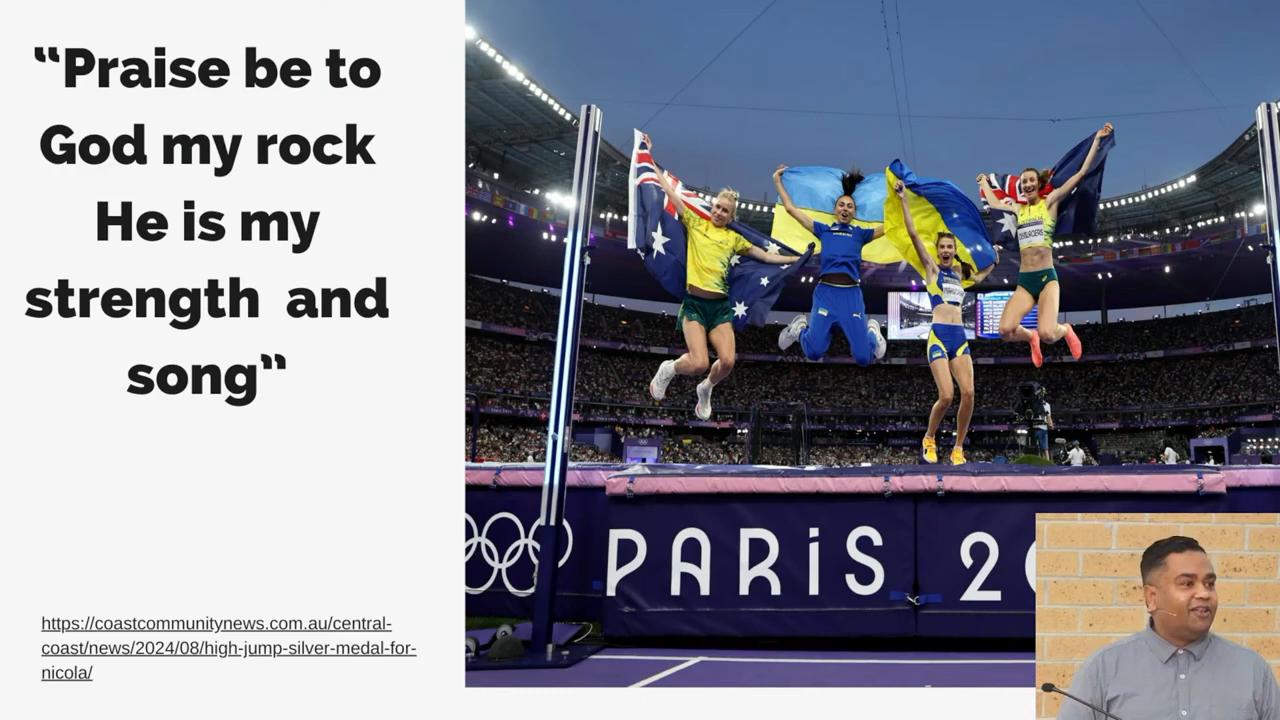 “Praise be to
God my rock
He is my
strength  and
song”
https://coastcommunitynews.com.au/central-
coast/news/2024/08/high-jump-silver-medal-for-
nicola/
PARIS 2